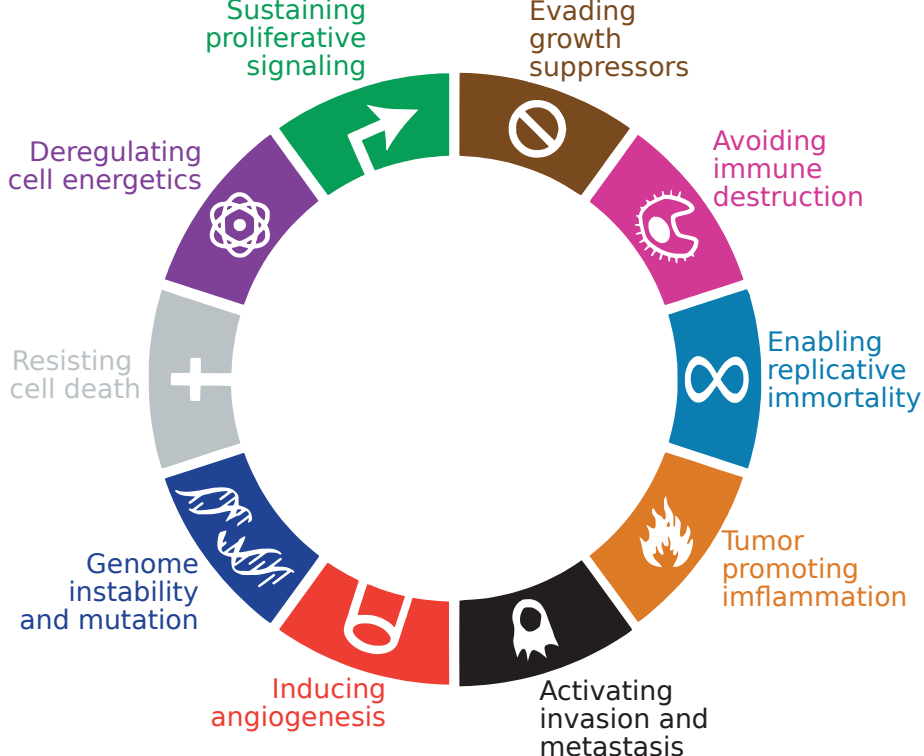 Sustaining
proliferative
signaling
Evading
growth
suppressors
Avoiding
immune
destruction
Enabling
replicative
immortality
Tumor
promoting
imflammation
Activating
invasion and
metastasis
Inducing
angiogenesis
Genome
instability
and mutation
Resisting
cell death
Deregulating
cell energetics